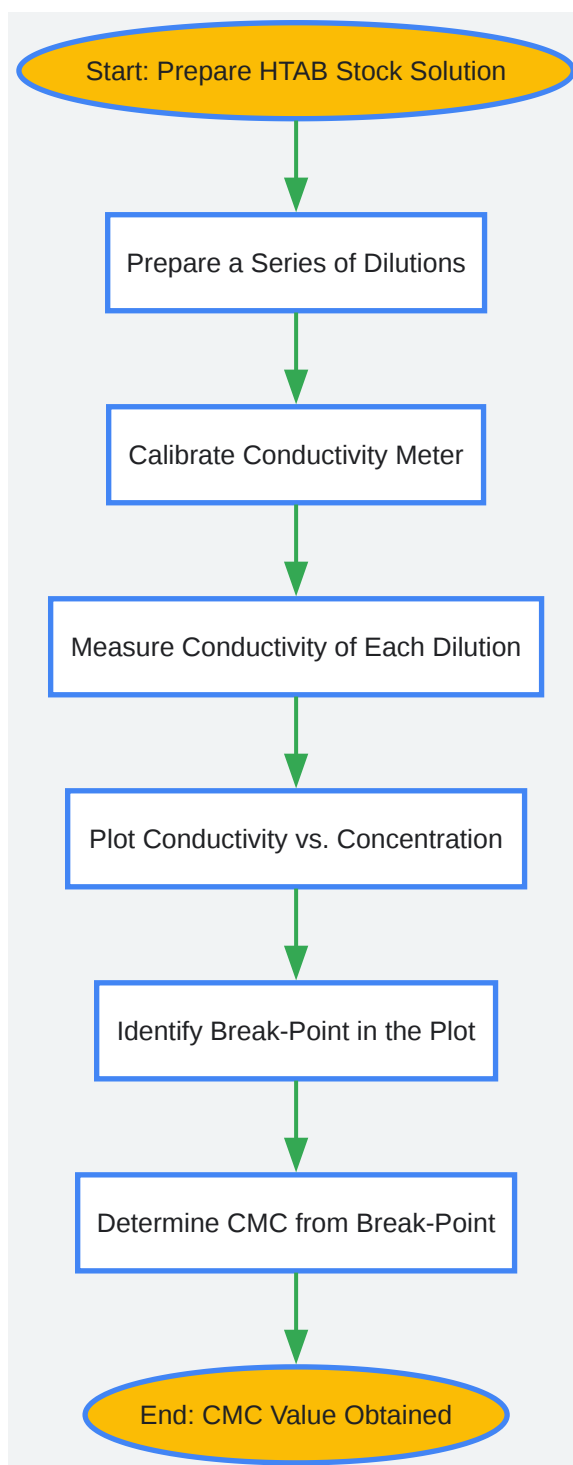 Start: Prepare HTAB Stock Solution
Prepare a Series of Dilutions
Calibrate Conductivity Meter
Measure Conductivity of Each Dilution
Plot Conductivity vs. Concentration
Identify Break-Point in the Plot
Determine CMC from Break-Point
End: CMC Value Obtained